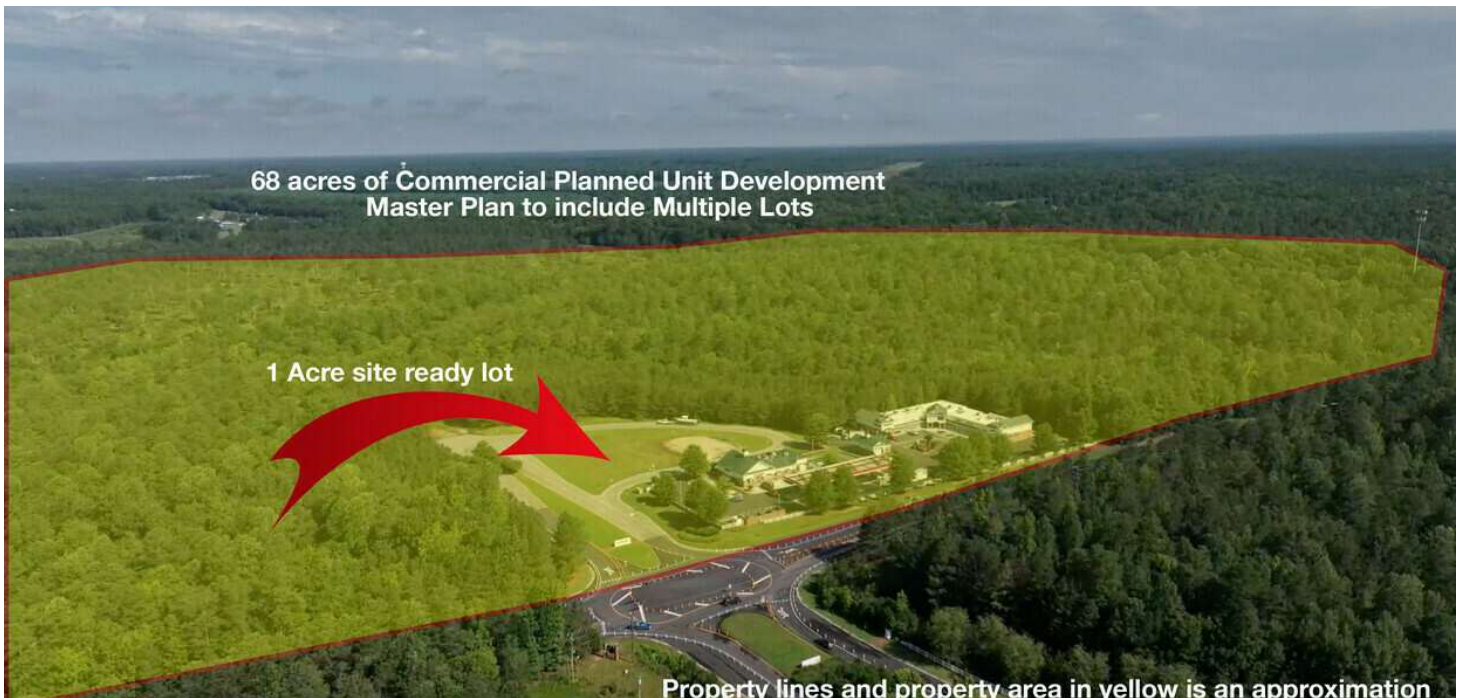 68 acres of Commercial Planned Unit Development
Master Plan to include Multiple Lots
1 Acre site ready lot
Property lines and property area in yellow is an approximation